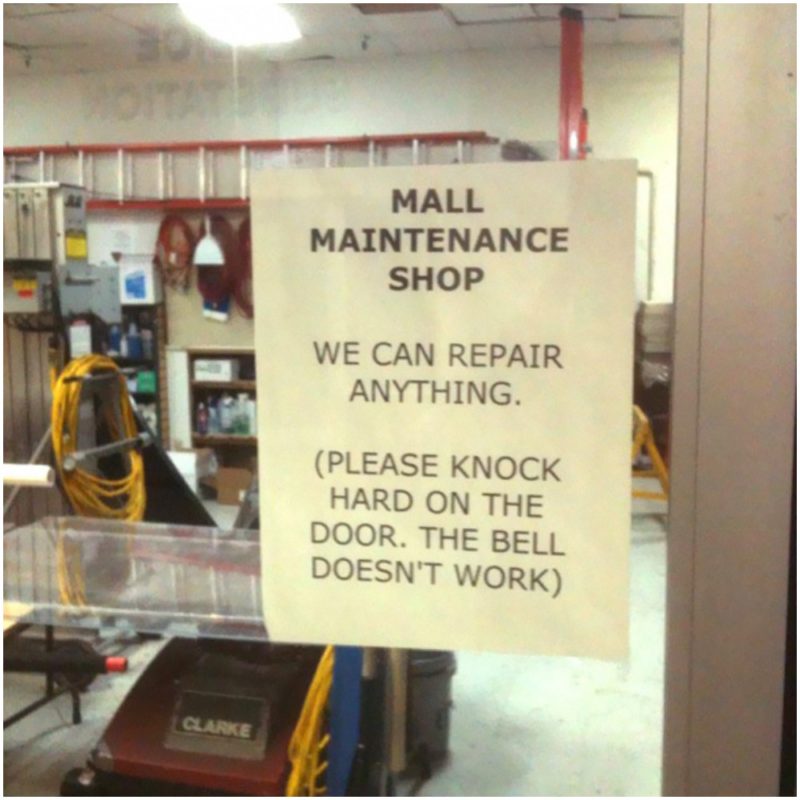 MALL
MAINTENANCE
SHOP
WE CAN REPAIR
ANYTHING.
(PLEASE KNOCK
HARD ON THE
DOOR. THE BELL
DOESN'T WORK)
CLARKE